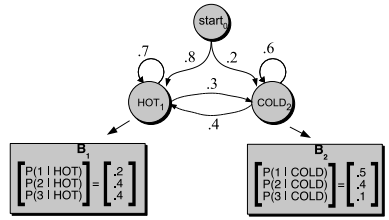 start0
.7
.8
.2
.6
HOT1
.3
COLD2
.4
B1
P(1 | HOT) .2
P(2 | HOT) = .4
P(3 | HOT) .4
B2
P(1 | COLD) .5
P(2 | COLD) = .4
P(3 | COLD) .1